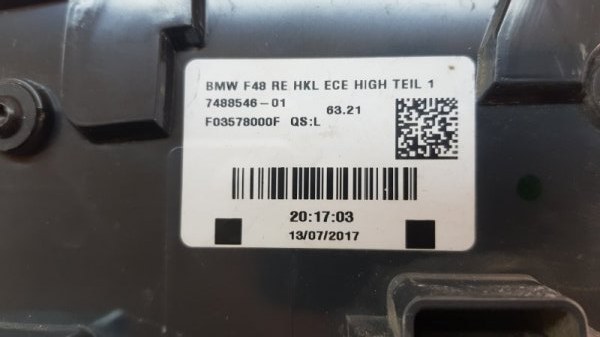 BMW F48 RE HKL ECE HIGH TEIL 1
7488546-01 63.21
F03578000F QS:L
20:17:03
13/07/2017